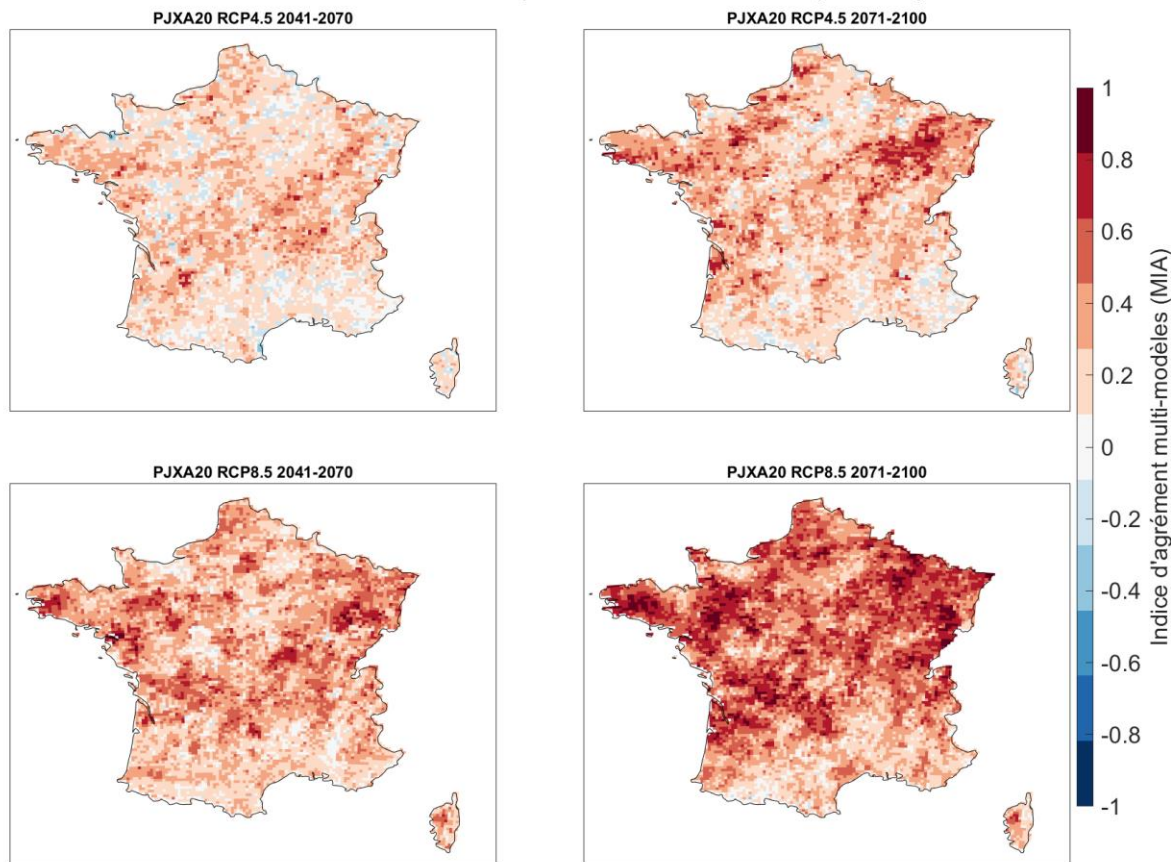 PJXA20 RCP4.5 2041-2070
PJXA20 RCP4.5 2071-2100
PJXA20 RCP8.5 2041-2070
PJXA20 RCP8.5 2071-2100
1
0.8
0.6
0.4
0.2
0
-0.2
-0.4
-0.6
-0.8
-1
Indice d'agrément multi-modèles (MIA)